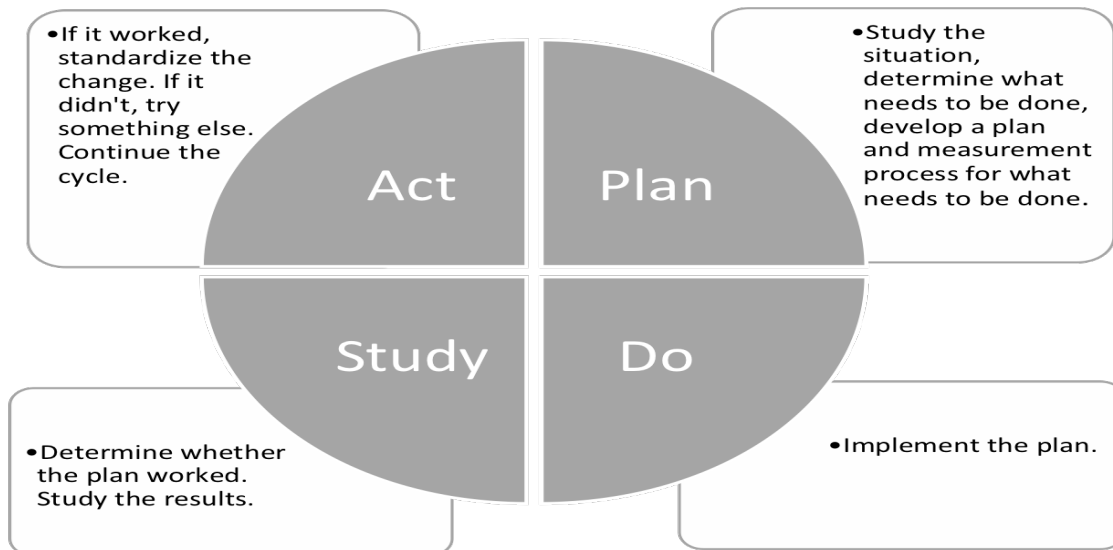 •If it worked,
standardize the
change. If it
didn't, try
something else.
Continue the
cycle.
Act
Plan
•Study the
situation,
determine what
needs to be done,
develop a plan
and measurement
process for what
needs to be done.
Study
Do
•Determine whether
the plan worked.
Study the results.
•Implement the plan.